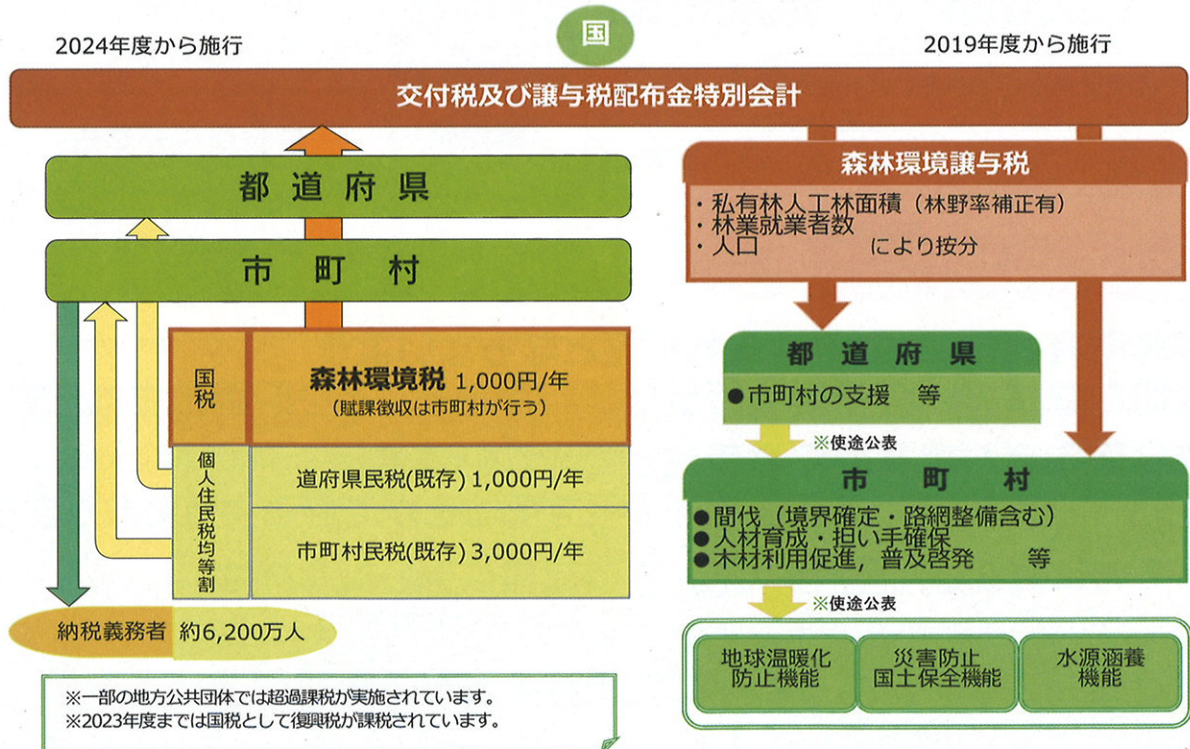 国
2024年度から施行
2019年度から施行
交付税及び譲与税配布金特別会計
都道府県
市町村
国税
森林環境税 1,000円/年
(賦課徴収は市町村が行う)
個人住民税均等割
道府県民税(既存) 1,000円/年
市町村民税(既存) 3,000円/年
納税義務者 約6,200万人
※一部の地方公共団体では超過課税が実施されています。
※2023年度までは国税として復興税が課税されています。
森林環境譲与税
・私有林人工林面積（林野率補正有）
・林業就業者数
・人口 により按分
都道府県
●市町村の支援 等
※使途公表
市町村
●間伐（境界確定・路網整備含む）
●人材育成・担い手確保
●木材利用促進，普及啓発 等
※使途公表
地球温暖化
防止機能
災害防止
国土保全機能
水源涵養
機能